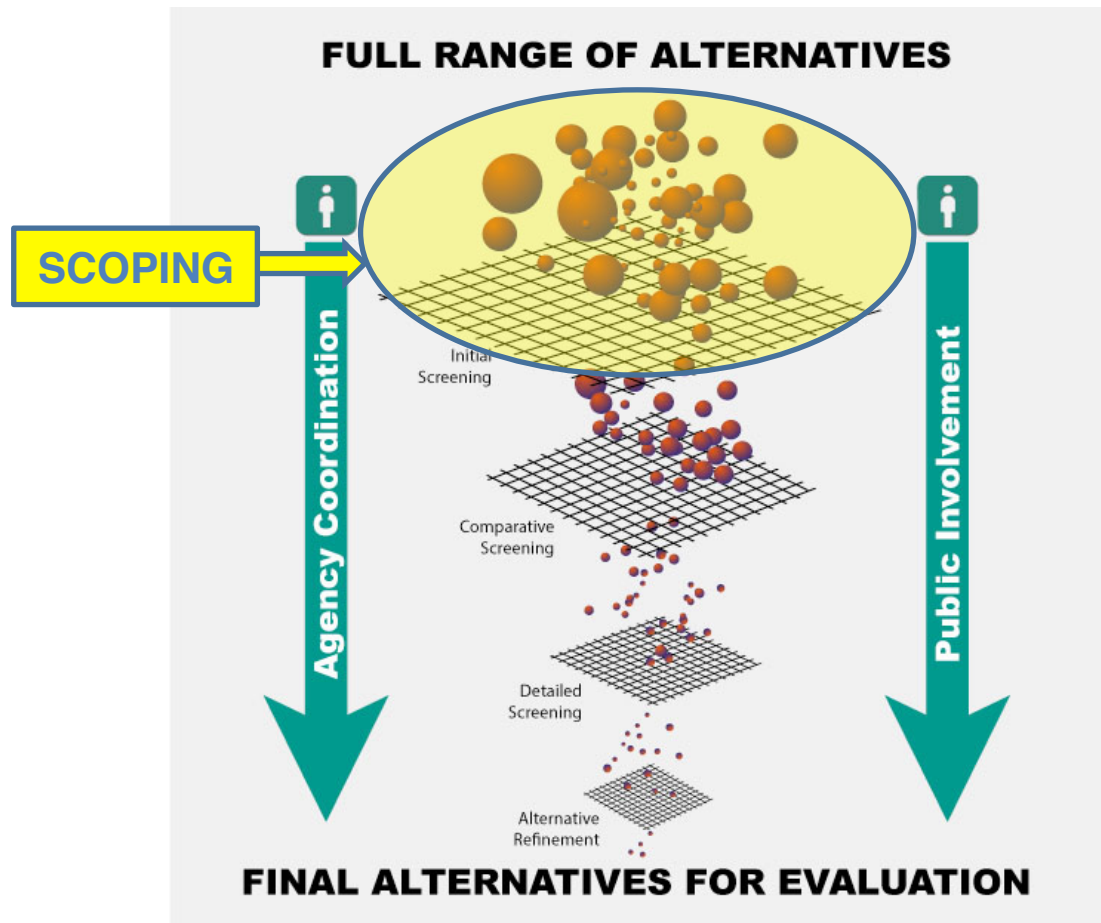 FULL RANGE OF ALTERNATIVES
SCOPING
Initial
Screening
Agency Coordination
Public Involvement
Comparative
Screening
Detailed
Screening
Alternative
Refinement
FINAL ALTERNATIVES FOR EVALUATION